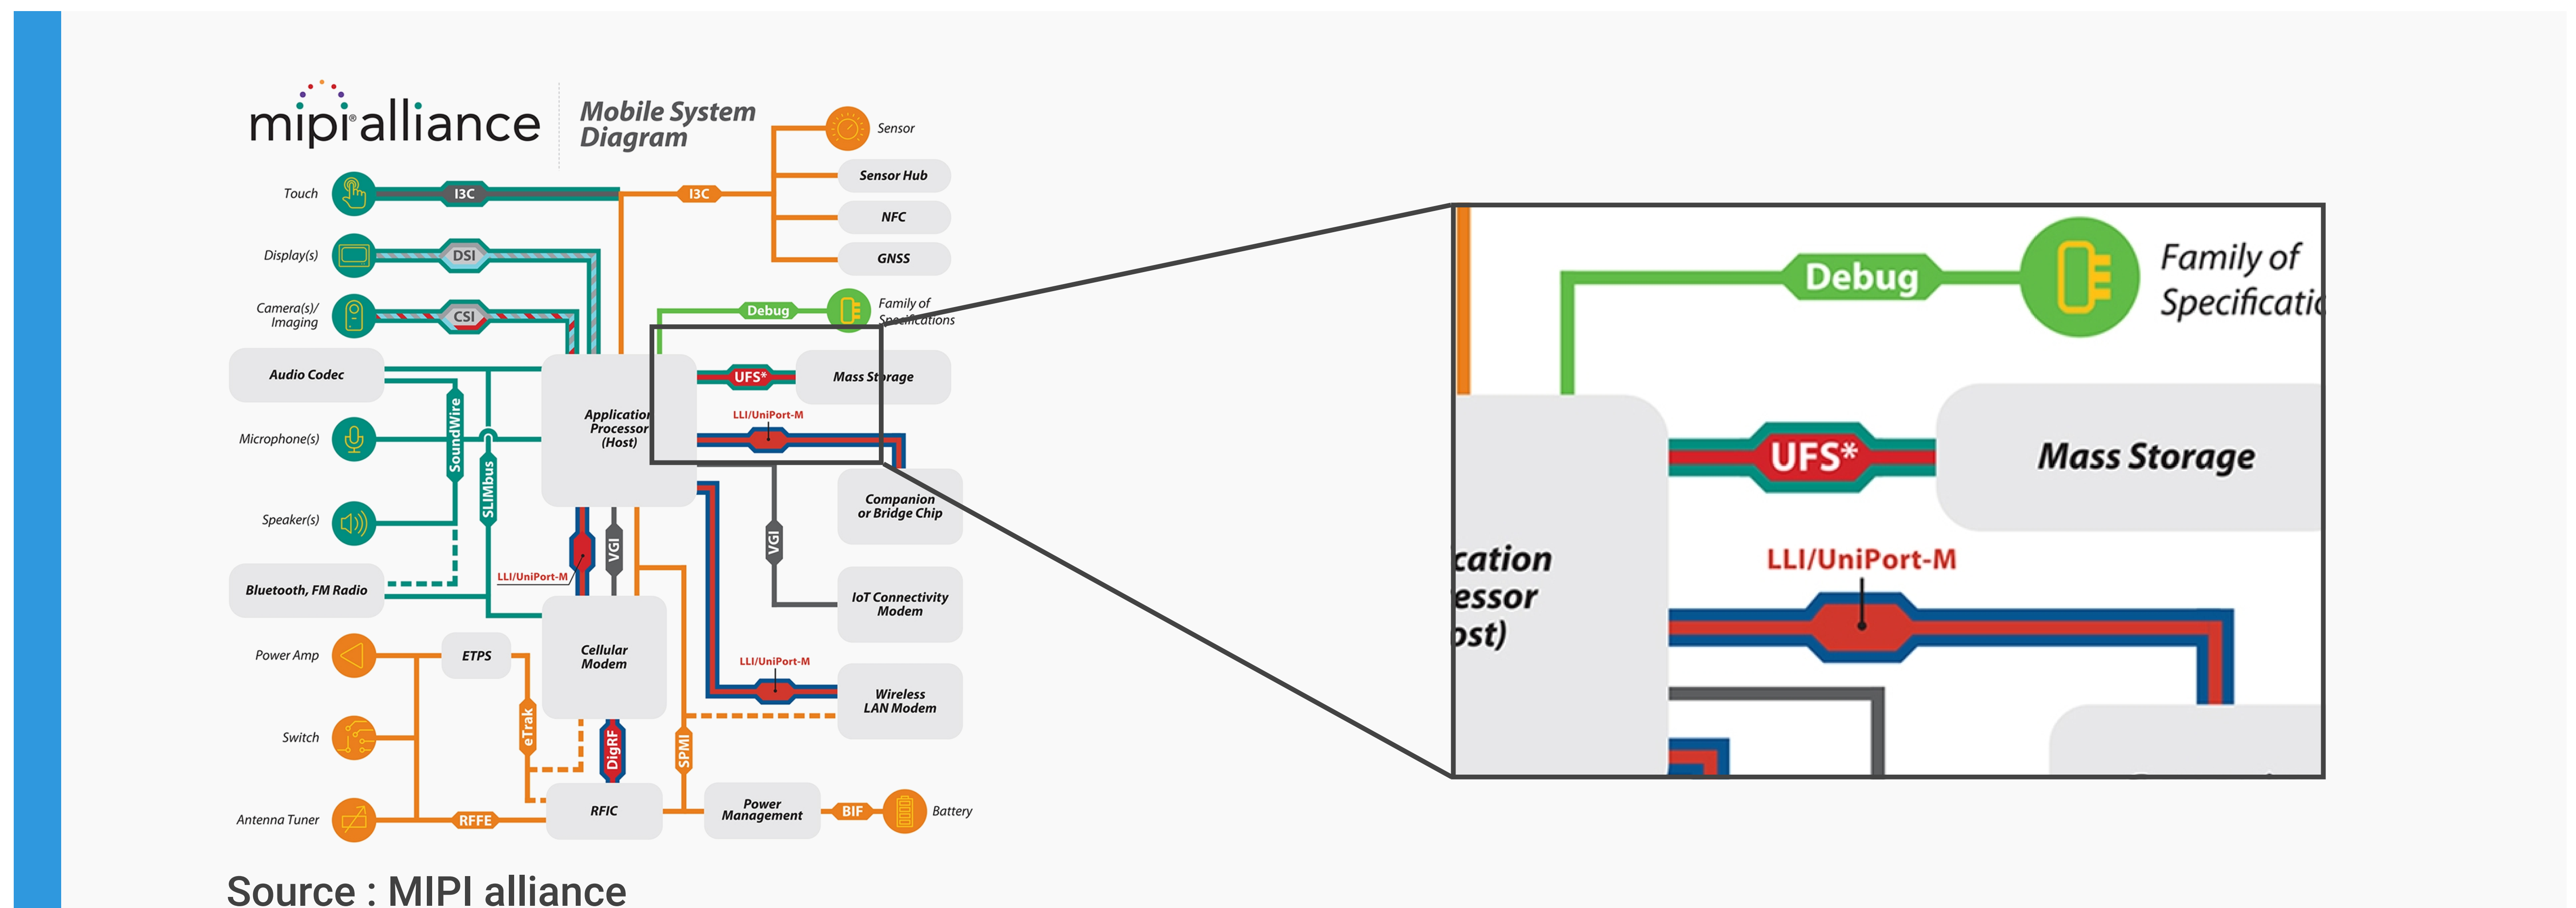 mipi® alliance
Mobile System
Diagram
Sensor
Sensor Hub
Touch
I3C
I3C
NFC
Display(s)
DSI
GNSS
Camera(s)/
Imaging
CSI
Debug
Family of
Specifications
Audio Codec
UFS*
Mass Storage
Application
Processor
(Host)
LLI/UniPort-M
Microphone(s)
SoundWire
SLIMbus
Companion
or Bridge Chip
Speaker(s)
VGI
VGI
LLI/UniPort-M
Bluetooth, FM Radio
IoT Connectivity
Modem
Power Amp
ETPS
Cellular
Modem
LLI/UniPort-M
Wireless
LAN Modem
Switch
eTrak
DigRF
SPMI
Antenna Tuner
RFFE
RFIC
Power
Management
BIF
Battery
Debug
Family of
Specificatic
UFS*
Mass Storage
LLI/UniPort-M
cation
essor
ost)
Source : MIPI alliance